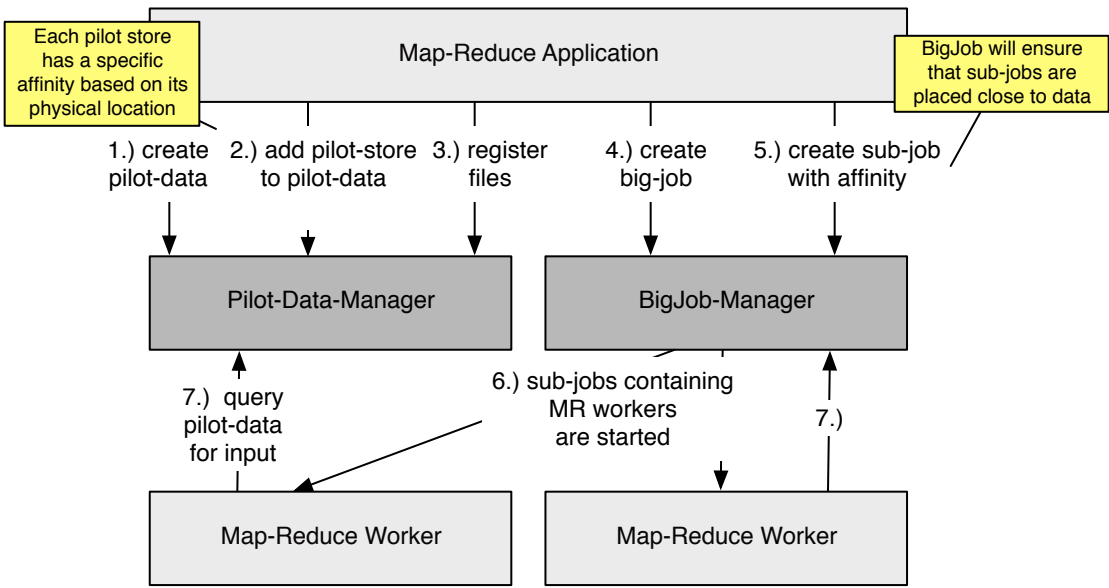 Each pilot store
has a specific
affinity based on its
physical location
Map-Reduce Application
BigJob will ensure
that sub-jobs are
placed close to data
1.) create
pilot-data
2.) add pilot-store
to pilot-data
3.) register
files
4.) create
big-job
5.) create sub-job
with affinity
Pilot-Data-Manager
BigJob-Manager
7.) query
pilot-data
for input
6.) sub-jobs containing
MR workers
are started
7.)
Map-Reduce Worker
Map-Reduce Worker